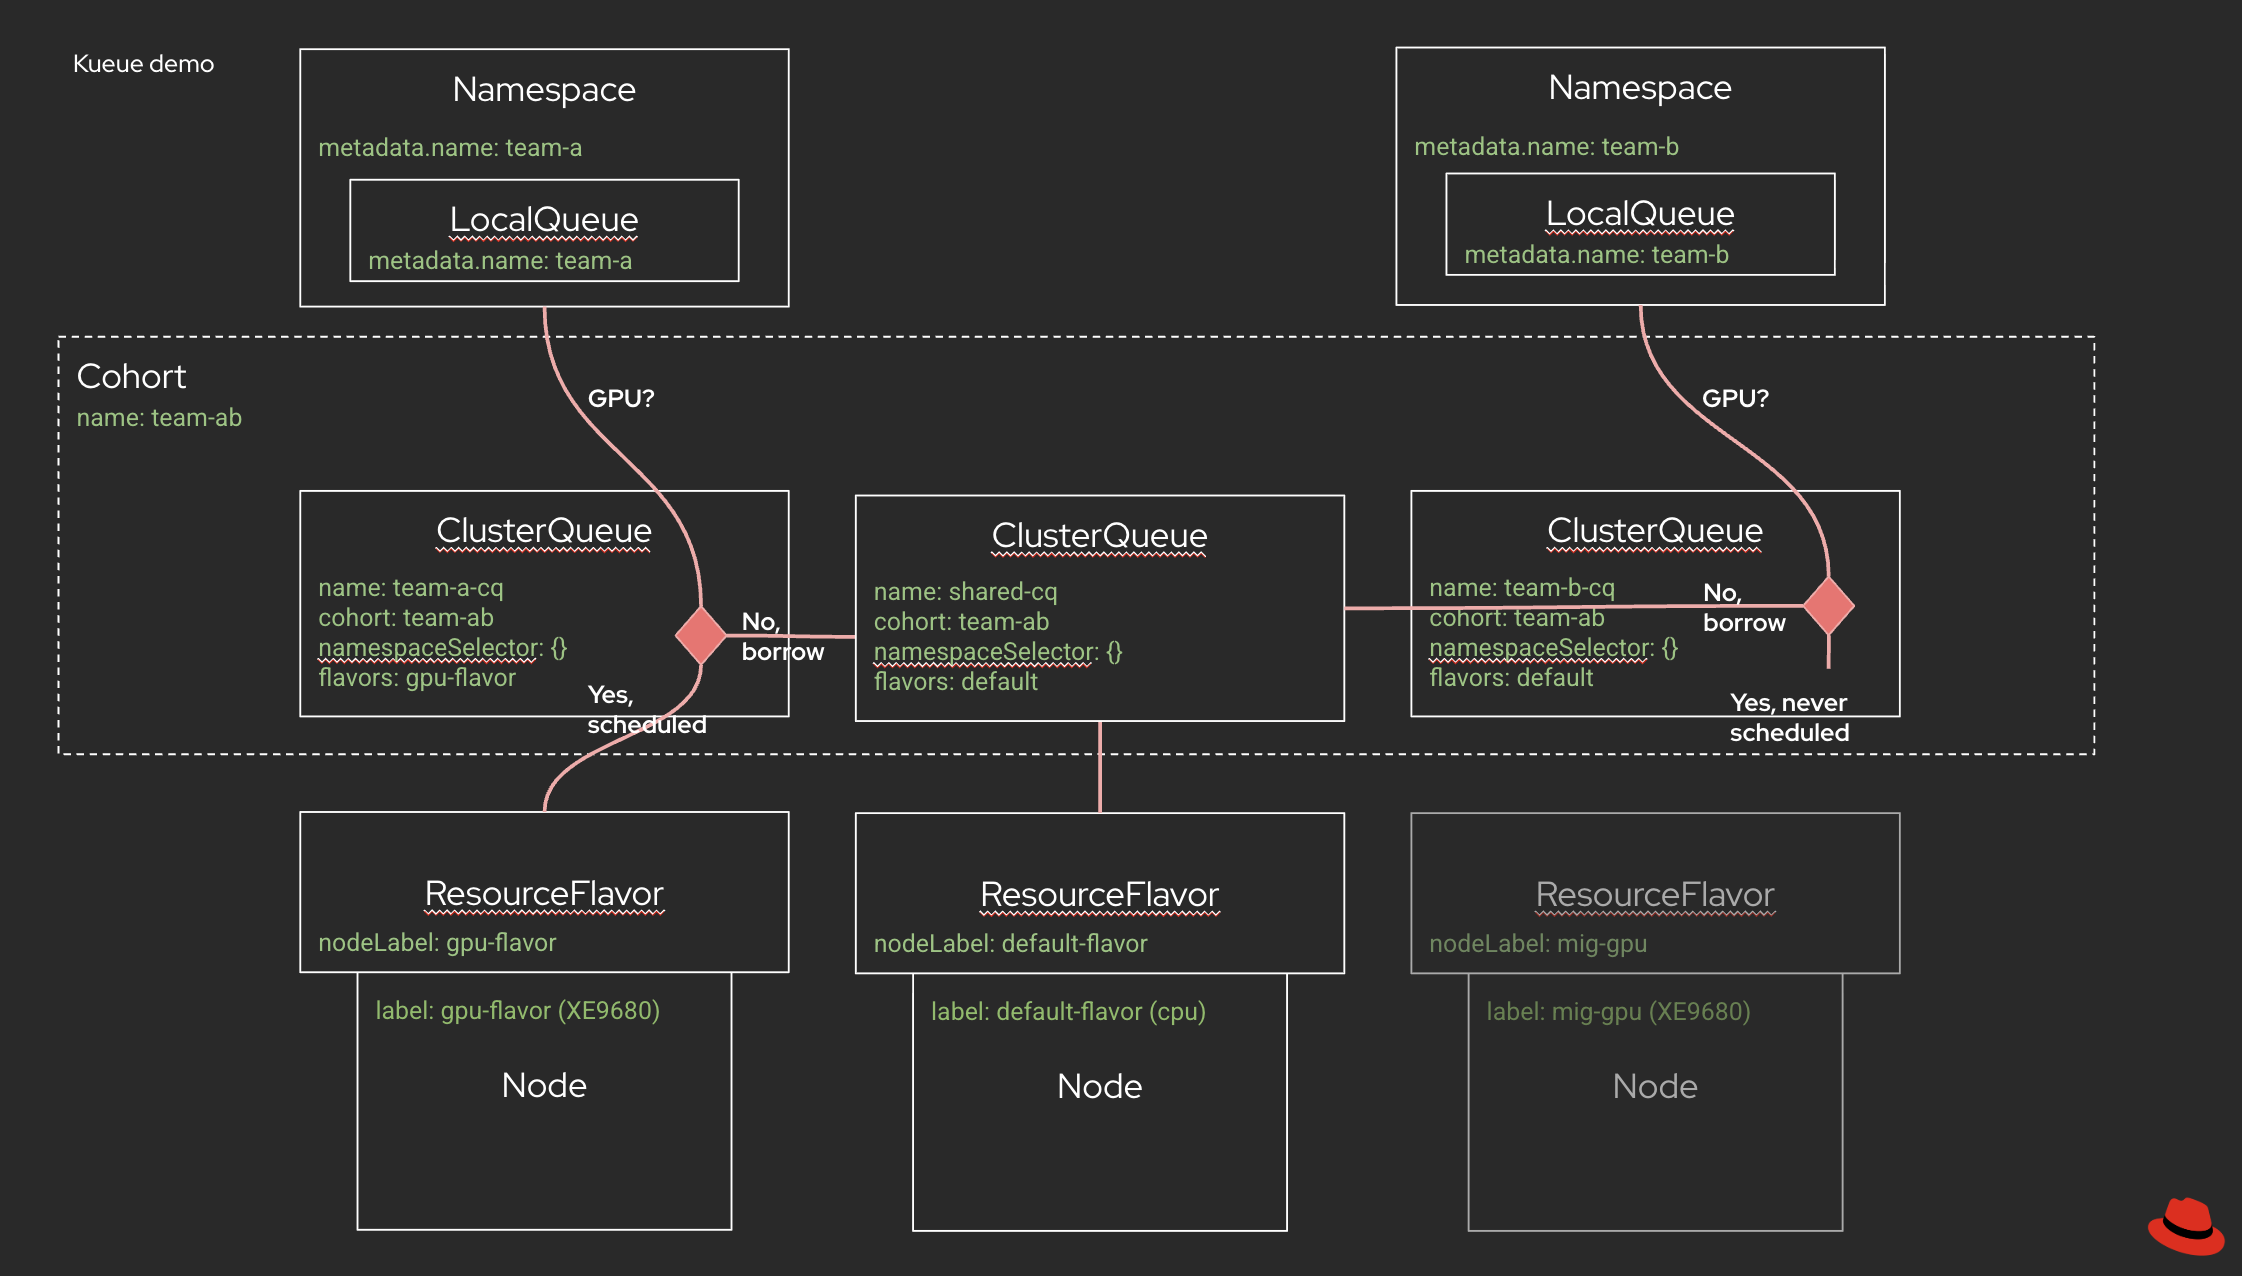 Kueue demo
Namespace
metadata.name: team-a
LocalQueue
metadata.name: team-a
Namespace
metadata.name: team-b
LocalQueue
metadata.name: team-b
Cohort
name: team-ab
GPU?
GPU?
ClusterQueue
name: team-a-cq
cohort: team-ab
namespaceSelector: {}
flavors: gpu-flavor
No,
borrow
Yes,
scheduled
ClusterQueue
name: shared-cq
cohort: team-ab
namespaceSelector: {}
flavors: default
ClusterQueue
name: team-b-cq
cohort: team-ab
namespaceSelector: {}
flavors: default
No,
borrow
Yes, never
scheduled
ResourceFlavor
nodeLabel: gpu-flavor
label: gpu-flavor (XE9680)
Node
ResourceFlavor
nodeLabel: default-flavor
label: default-flavor (cpu)
Node
ResourceFlavor
nodeLabel: mig-gpu
label: mig-gpu (XE9680)
Node